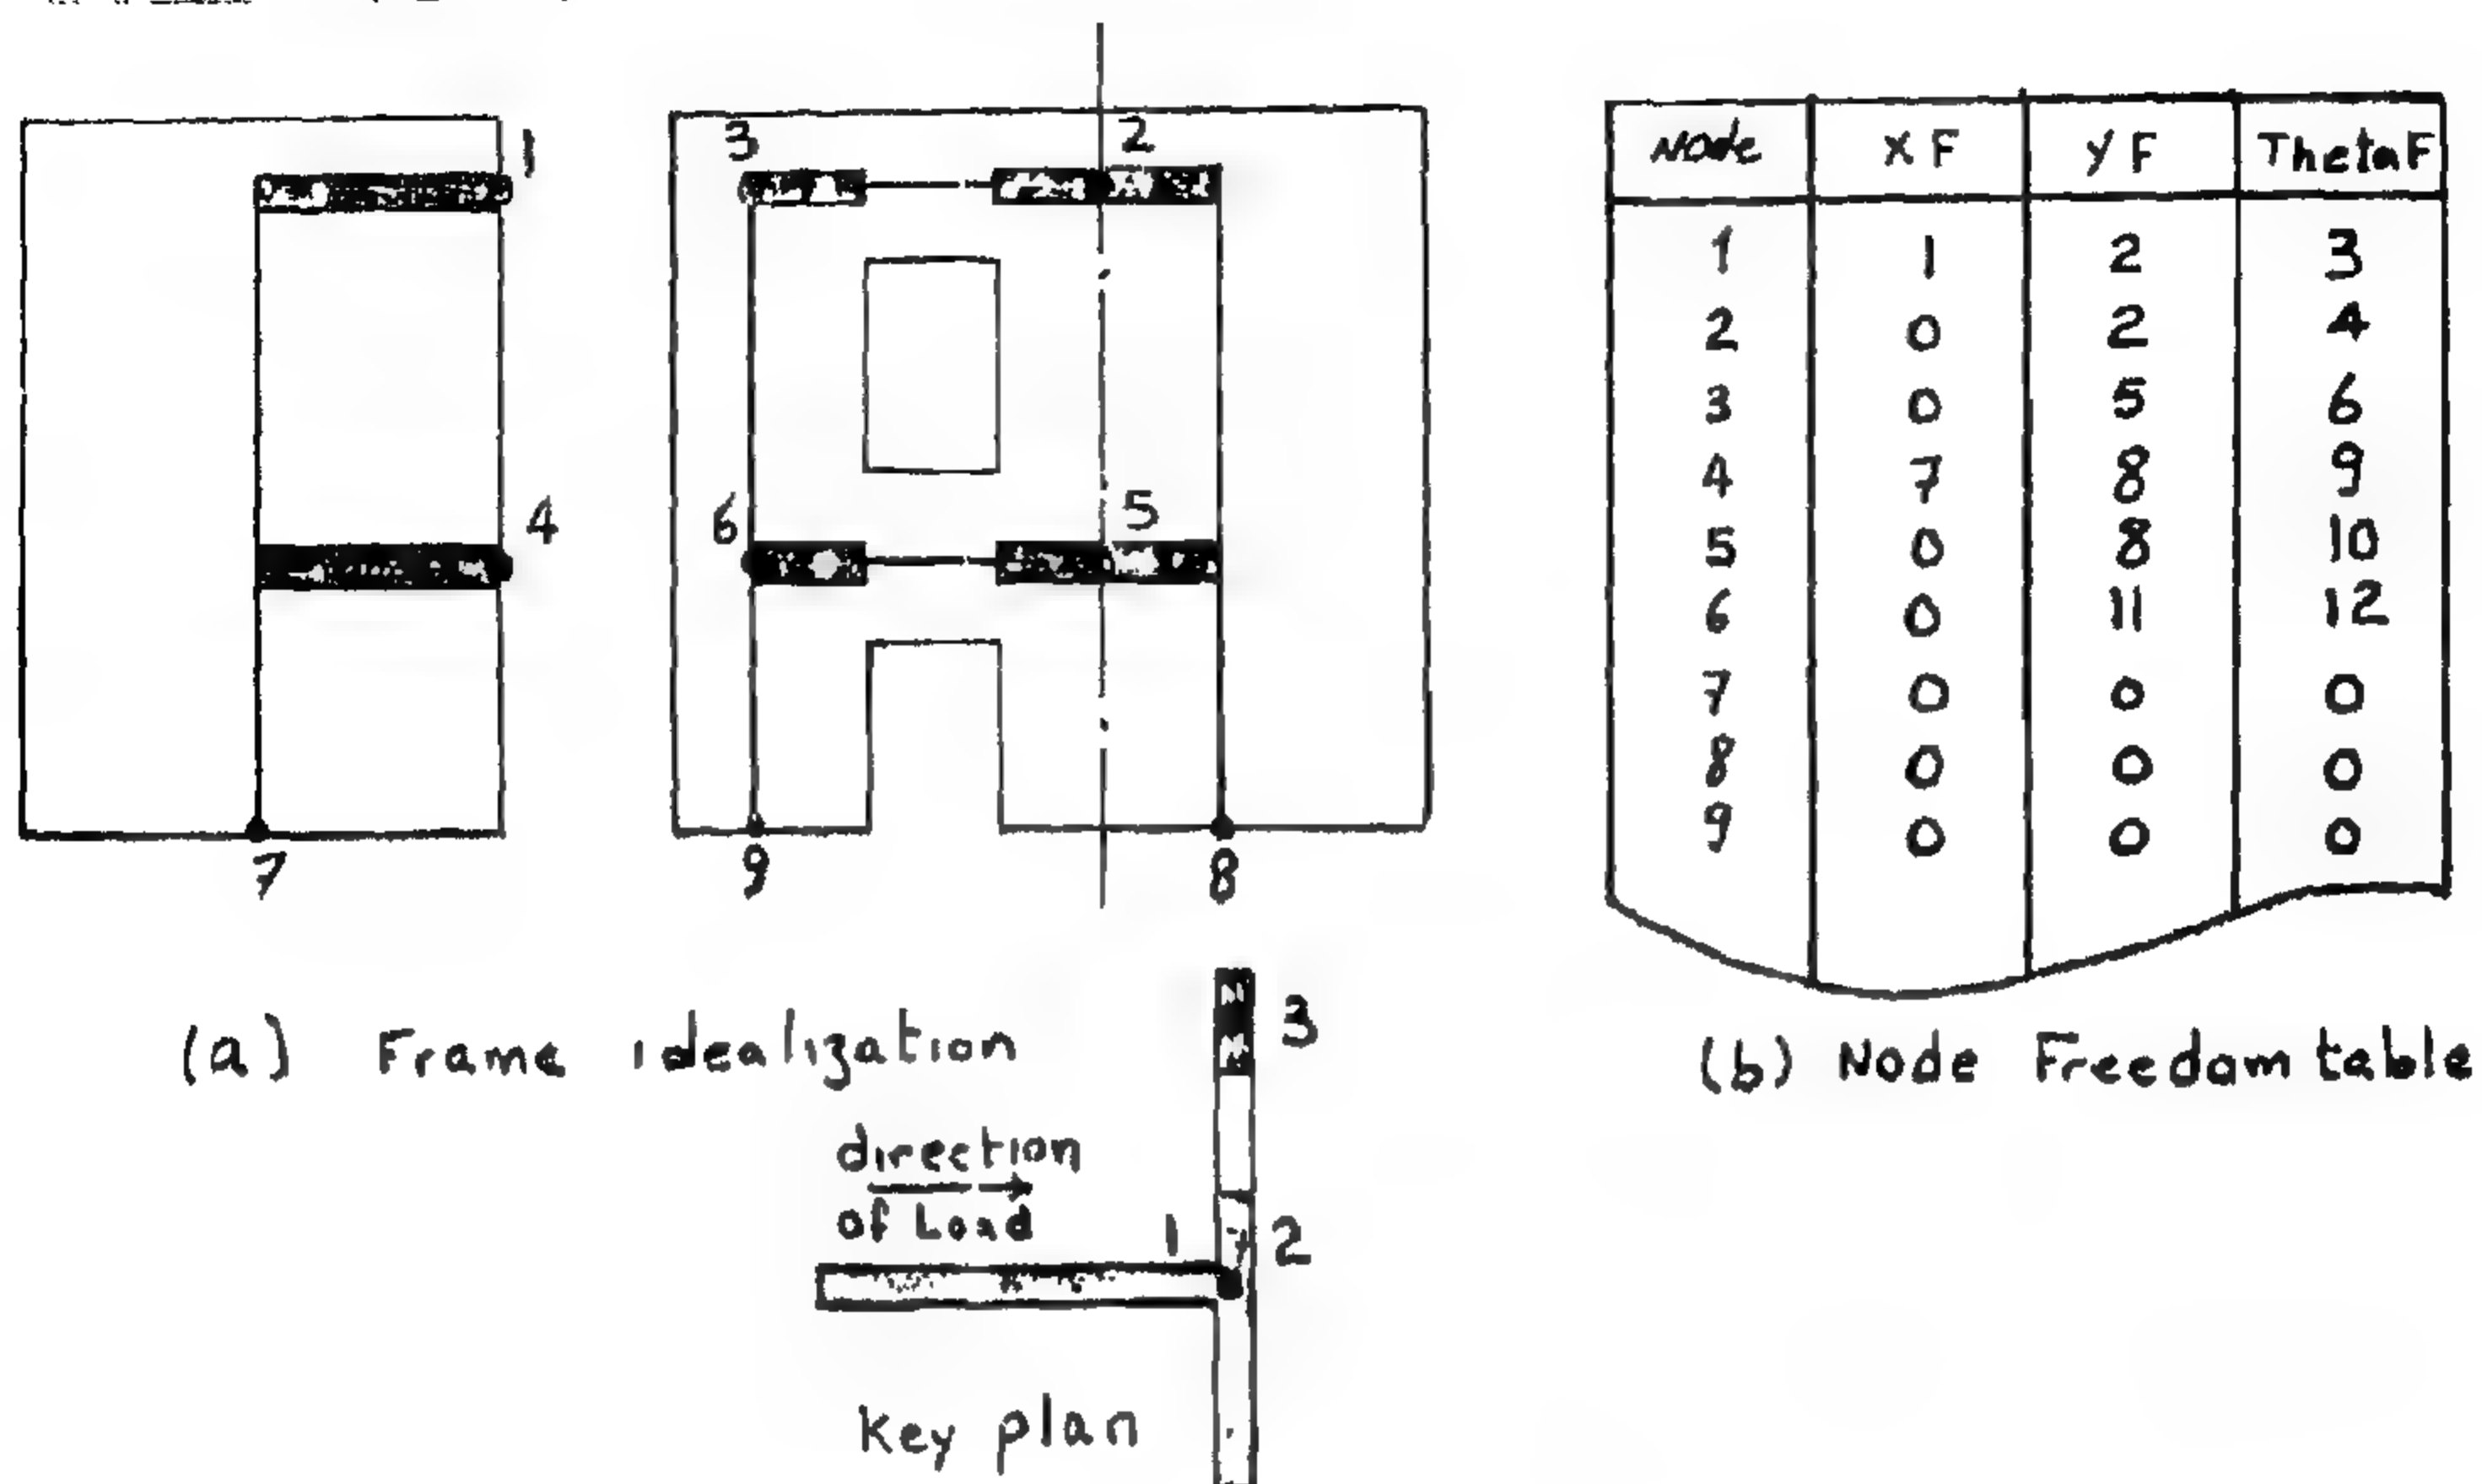 1
3 2
4
6 5
7
9 8
Node XF YF ThetaF
1 1 2 3
2 0 2 4
3 0 5 6
4 7 8 9
5 0 8 10
6 0 11 12
7 0 0 0
8 0 0 0
9 0 0 0
(a) Frame idealization
(b) Node Freedom table
3
direction
of Load
1 2
Key plan